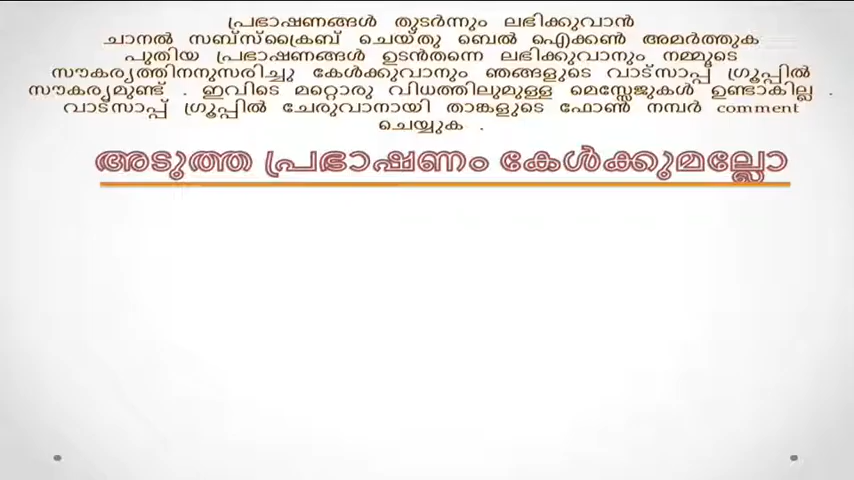 പ്രഭാഷണങ്ങൾ തുടർന്നും ലഭിക്കുവാൻ
ചാനൽ സബ്സ്ക്രൈബ് ചെയ്തു ബെൽ ഐക്കൺ അമർത്തുക
പുതിയ പ്രഭാഷണങ്ങൾ ഉടൻതന്നെ ലഭിക്കുവാനും നമ്മുടെ
സൗകര്യത്തിനനുസരിച്ചു കേൾക്കുവാനും ഞങ്ങളുടെ വാട്സാപ്പ് ഗ്രൂപ്പിൽ
സൗകര്യമുണ്ട് . ഇവിടെ മറ്റൊരു വിധത്തിലുമുള്ള മെസ്സേജുകൾ ഉണ്ടാകില്ല .
വാട്സാപ്പ് ഗ്രൂപ്പിൽ ചേരുവാനായി താങ്കളുടെ ഫോൺ നമ്പർ comment
ചെയ്യുക .
അടുത്ത പ്രഭാഷണം കേൾക്കുമല്ലോ